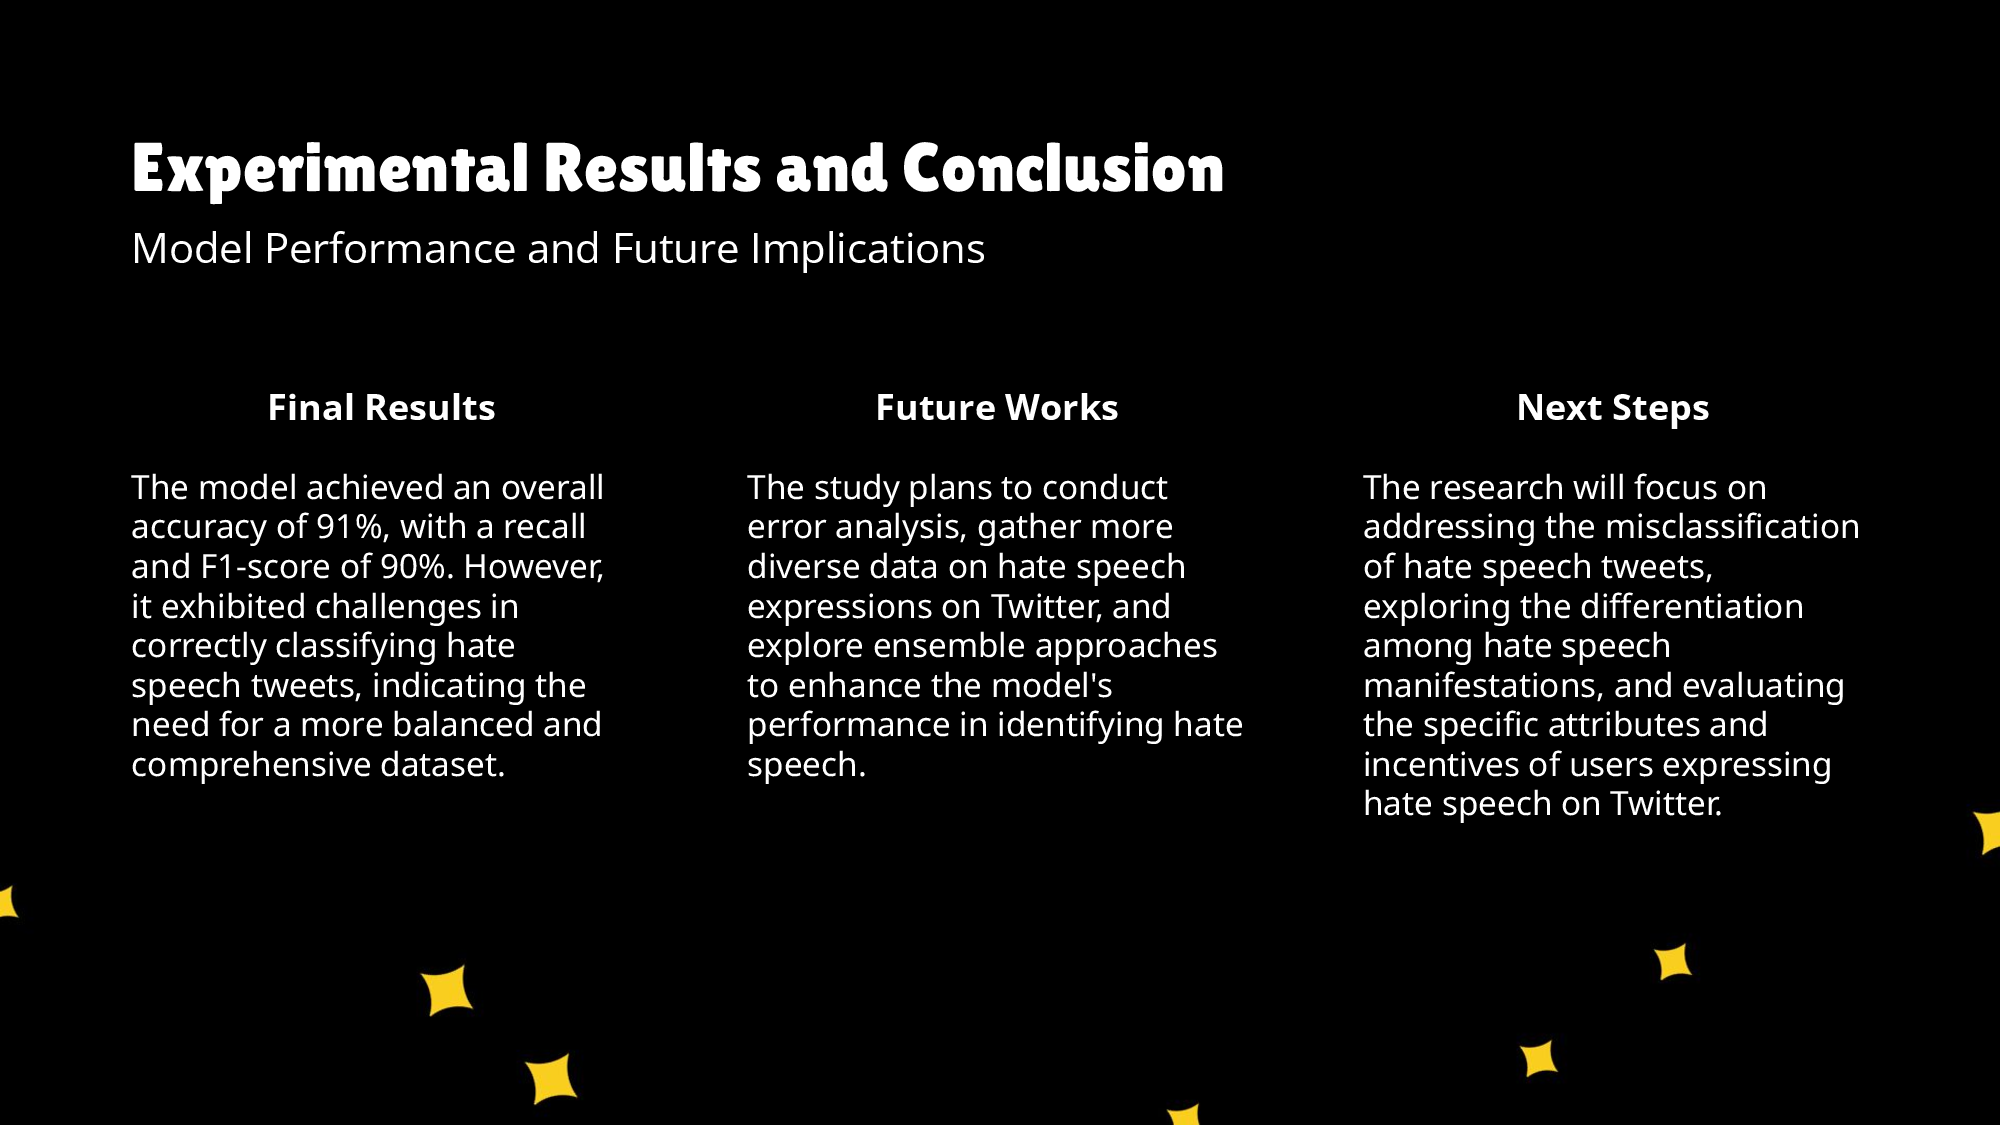 Experimental Results and Conclusion
Model Performance and Future Implications
Final Results
The model achieved an overall
accuracy of 91%, with a recall
and F1-score of 90%. However,
it exhibited challenges in
correctly classifying hate
speech tweets, indicating the
need for a more balanced and
comprehensive dataset.
Future Works
The study plans to conduct
error analysis, gather more
diverse data on hate speech
expressions on Twitter, and
explore ensemble approaches
to enhance the model's
performance in identifying hate
speech.
Next Steps
The research will focus on
addressing the misclassification
of hate speech tweets,
exploring the differentiation
among hate speech
manifestations, and evaluating
the specific attributes and
incentives of users expressing
hate speech on Twitter.